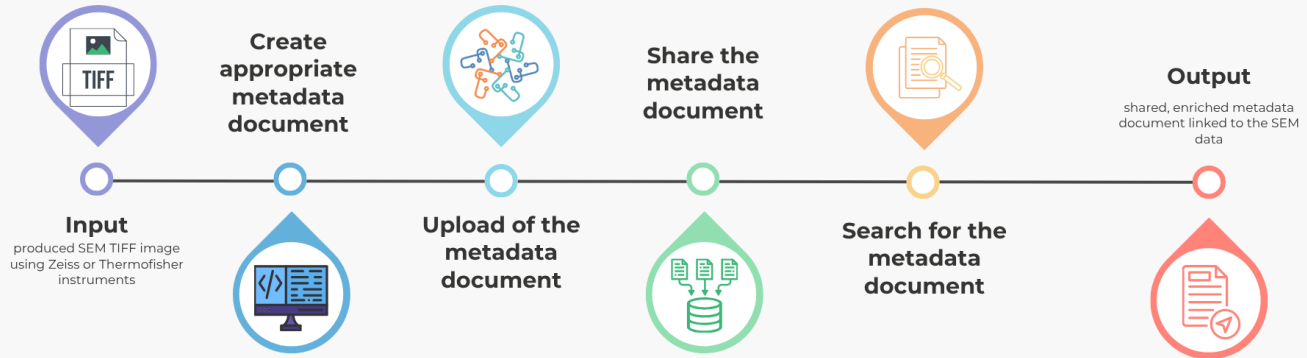 TIFF
Input
produced SEM TIFF image
using Zeiss or Thermofisher
instruments
Create
appropriate
metadata
document
</>
Upload of the
metadata
document
Share the
metadata
document
Search for the
metadata
document
Output
shared, enriched metadata
document linked to the SEM
data